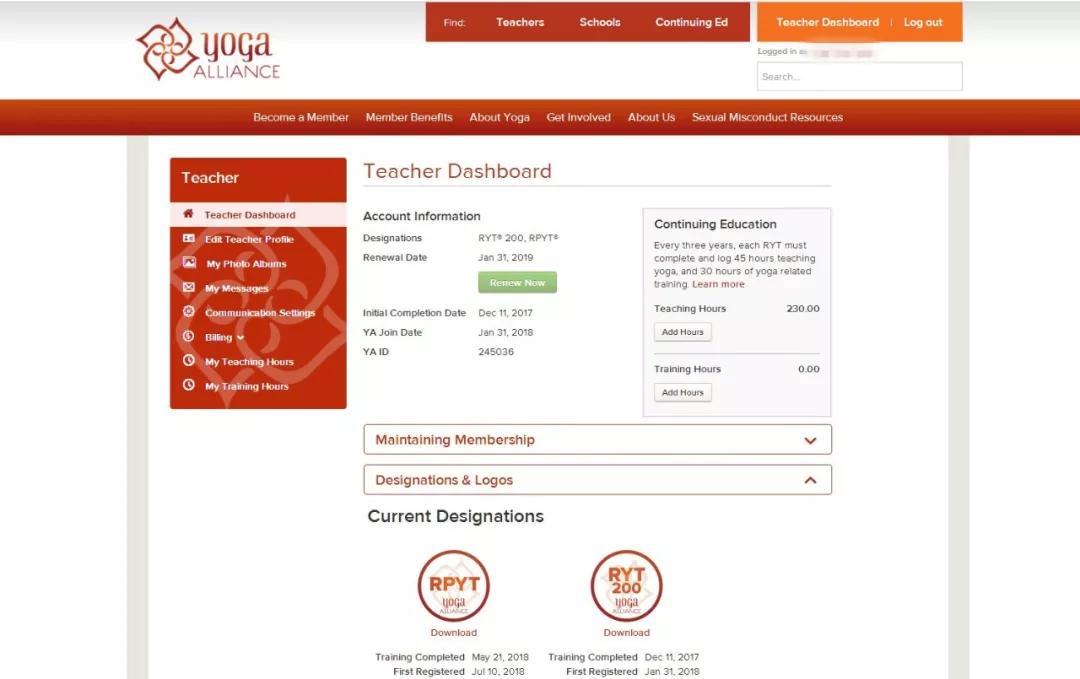 yoga
ALLIANCE
Find: Teachers Schools Continuing Ed
Teacher Dashboard | Log out
Logged in as
Search...
Become a Member Member Benefits About Yoga Get Involved About Us Sexual Misconduct Resources
Teacher
Teacher Dashboard
Edit Teacher Profile
My Photo Albums
My Messages
Communication Settings
Billing
My Teaching Hours
My Training Hours
Teacher Dashboard
Account Information
Designations RYT® 200, RPYT®
Renewal Date Jan 31, 2019
Renew Now
Initial Completion Date Dec 11, 2017
YA Join Date Jan 31, 2018
YA ID 245036
Continuing Education
Every three years, each RYT must
complete and log 45 hours teaching
yoga, and 30 hours of yoga related
training. Learn more
Teaching Hours 230.00
Add Hours
Training Hours 0.00
Add Hours
Maintaining Membership
Designations & Logos
Current Designations
RPYT
yoga
ALLIANCE
Download
Training Completed May 21, 2018
First Registered Jul 10, 2018
RYT
200
yoga
ALLIANCE
Download
Training Completed Dec 11, 2017
First Registered Jan 31, 2018